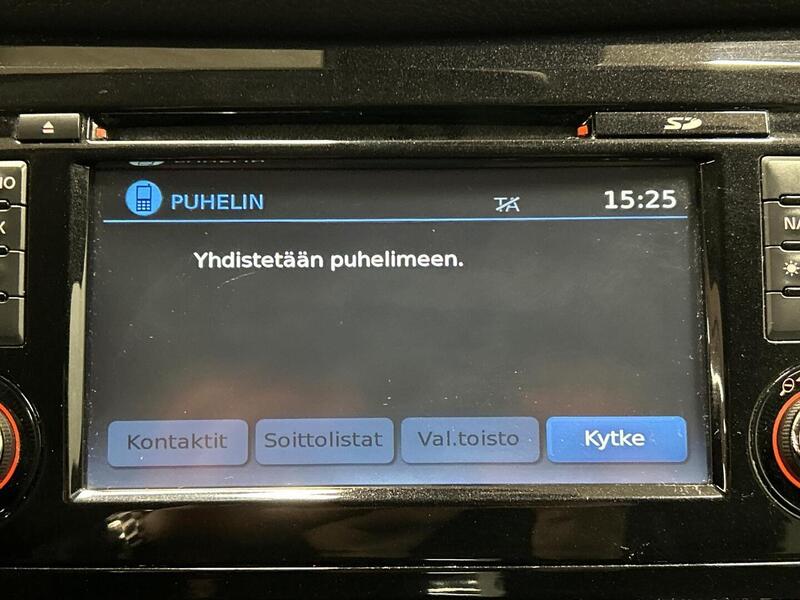 SD
PUHELIN
TA
15:25
Yhdistetään puhelimeen.
Kontaktit
Soittolistat
Val.toisto
Kytke